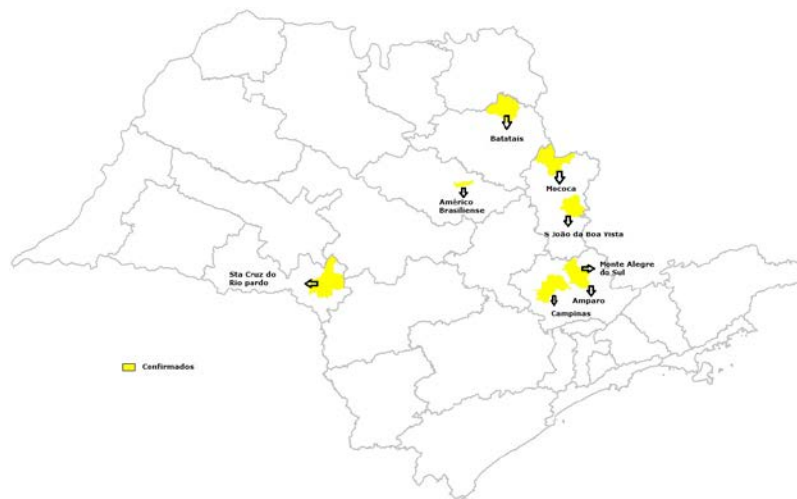 Batatais
Mococa
Américo
Brasiliense
S João da Boa Vista
Sta Cruz do
Rio pardo
Monte Alegre
do Sul
Amparo
Campinas
Confirmados